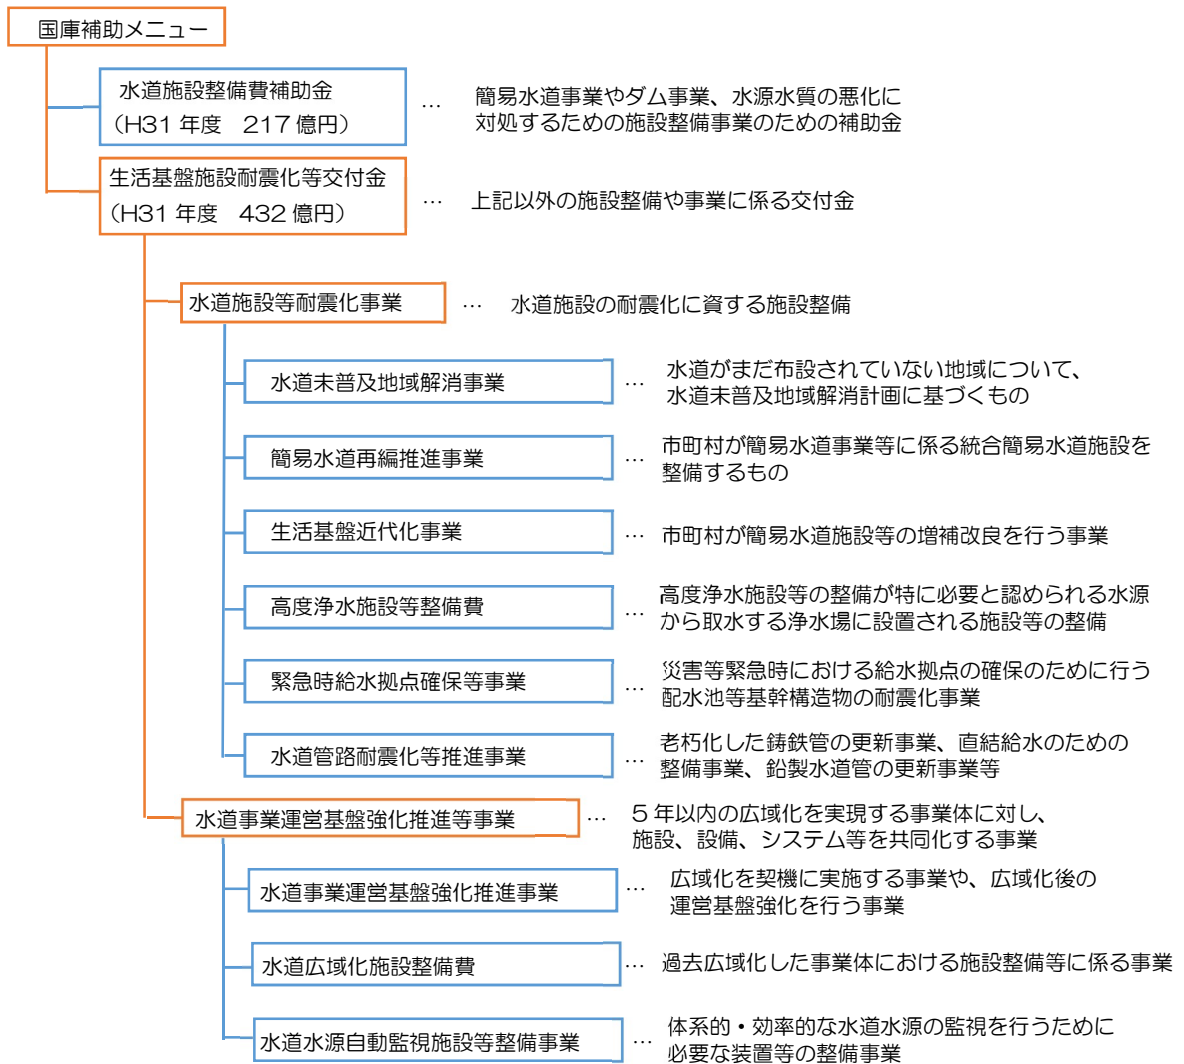 国庫補助メニュー
水道施設整備費補助金
（H31 年度　217 億円）
… 簡易水道事業やダム事業、水源水質の悪化に
対処するための施設整備事業のための補助金
生活基盤施設耐震化等交付金
（H31 年度　432 億円）
… 上記以外の施設整備や事業に係る交付金
水道施設等耐震化事業 … 水道施設の耐震化に資する施設整備
水道未普及地域解消事業
… 水道がまだ布設されていない地域について、
水道未普及地域解消計画に基づくもの
簡易水道再編推進事業
… 市町村が簡易水道事業等に係る統合簡易水道施設を
整備するもの
生活基盤近代化事業 … 市町村が簡易水道施設等の増補改良を行う事業
高度浄水施設等整備費
… 高度浄水施設等の整備が特に必要と認められる水源
から取水する浄水場に設置される施設等の整備
緊急時給水拠点確保等事業
… 災害等緊急時における給水拠点の確保のために行う
配水池等基幹構造物の耐震化事業
水道管路耐震化等推進事業
… 老朽化した鋳鉄管の更新事業、直結給水のための
整備事業、鉛製水道管の更新事業等
水道事業運営基盤強化推進等事業
… 5 年以内の広域化を実現する事業体に対し、
施設、設備、システム等を共同化する事業
水道事業運営基盤強化推進事業
… 広域化を契機に実施する事業や、広域化後の
運営基盤強化を行う事業
水道広域化施設整備費 … 過去広域化した事業体における施設整備等に係る事業
水道水源自動監視施設等整備事業
… 体系的・効率的な水道水源の監視を行うために
必要な装置等の整備事業